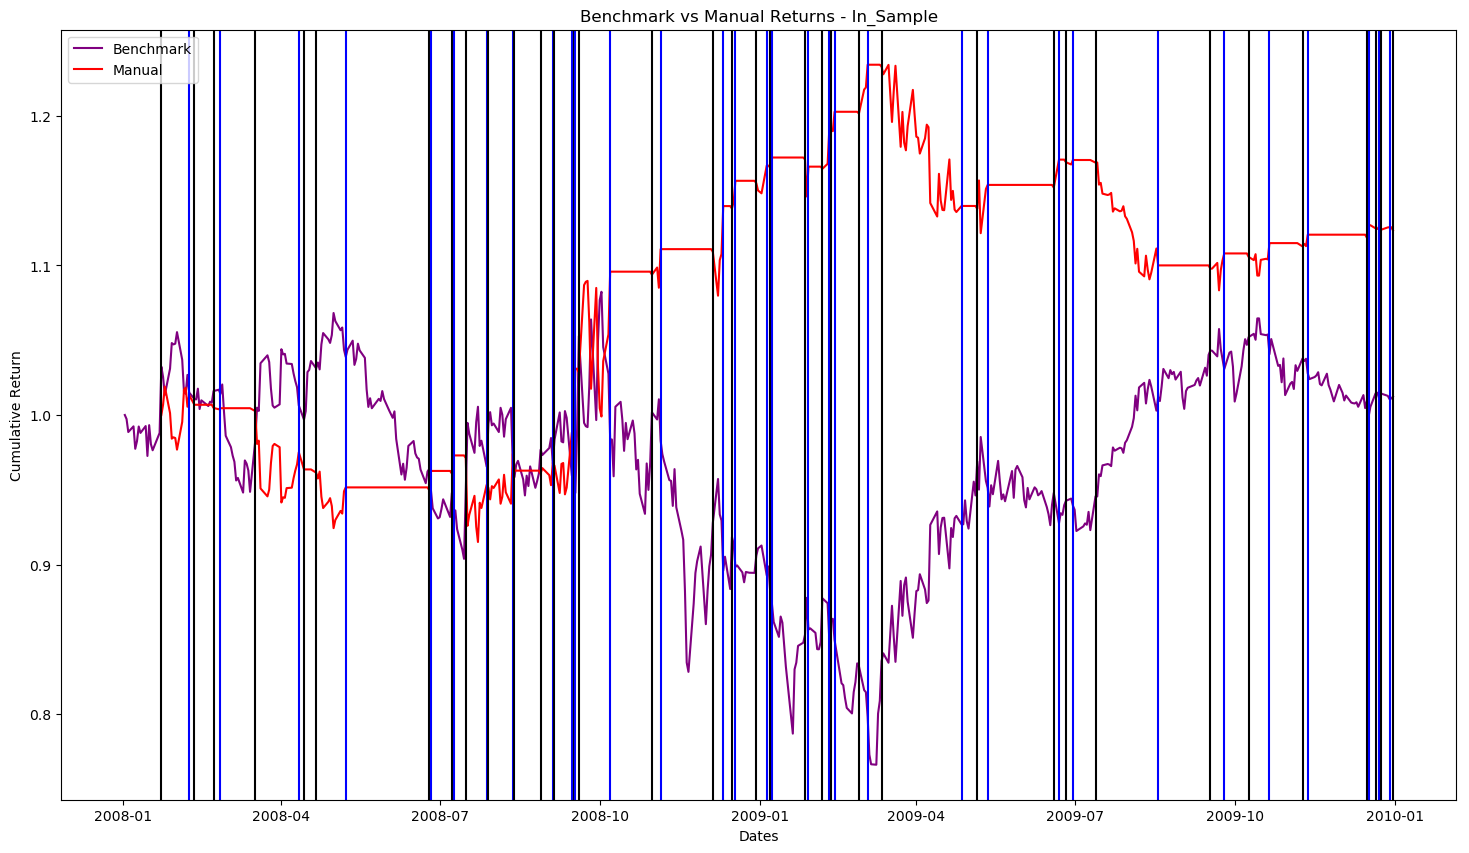 Benchmark vs Manual Returns - In_Sample
Benchmark
Manual
Cumulative Return
1.2
1.1
1.0
0.9
0.8
2008-01
2008-04
2008-07
2008-10
2009-01
2009-04
2009-07
2009-10
2010-01
Dates